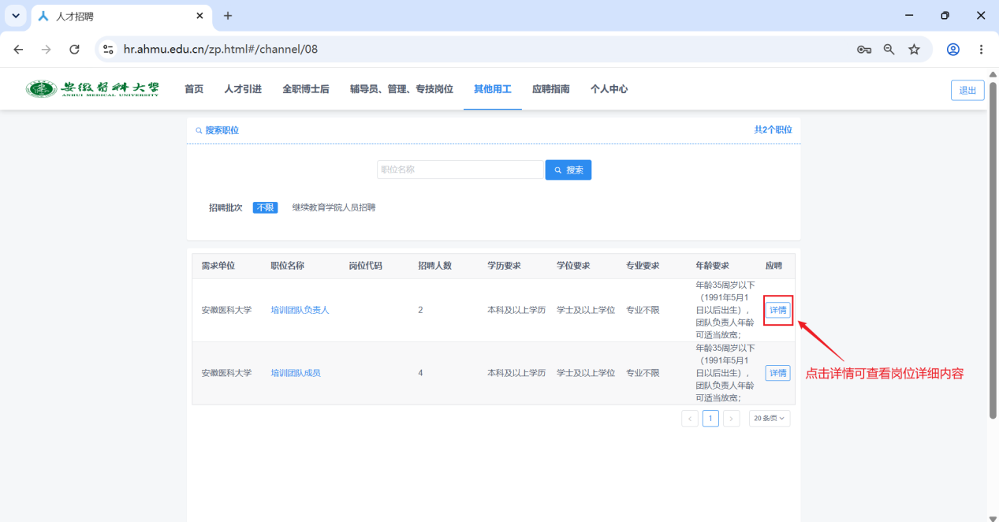 人才招聘
hr.ahmu.edu.cn/zp.html#/channel/08
安徽医科大学
ANHUI MEDICAL UNIVERSITY
首页 人才引进 全职博士后 辅导员、管理、专技岗位 其他用工 应聘指南 个人中心
退出
搜索职位 共2个职位
职位名称 搜索
招聘批次 不限 继续教育学院人员招聘
需求单位 职位名称 岗位代码 招聘人数 学历要求 学位要求 专业要求 年龄要求 应聘
安徽医科大学 培训团队负责人 2 本科及以上学历 学士及以上学位 专业不限 年龄35周岁以下
（1991年5月1
日以后出生），
团队负责人年龄
可适当放宽；
详情
安徽医科大学 培训团队成员 4 本科及以上学历 学士及以上学位 专业不限 年龄35周岁以下
（1991年5月1
日以后出生），
团队负责人年龄
可适当放宽；
详情
点击详情可查看岗位详细内容
1 20 条/页